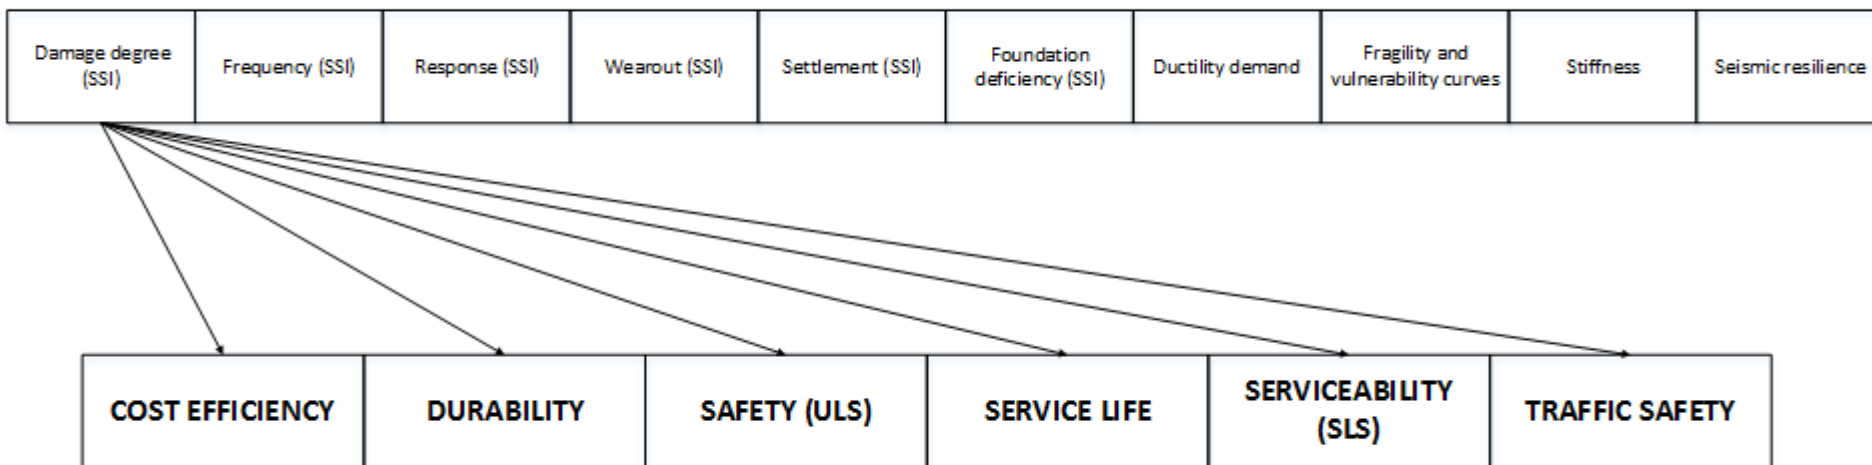 Damage degree
(SSI)
Frequency (SSI)
Response (SSI)
Wearout (SSI)
Settlement (SSI)
Foundation
deficiency (SSI)
Ductility demand
Fragility and
vulnerability curves
Stiffness
Seismic resilience
COST EFFICIENCY
DURABILITY
SAFETY (ULS)
SERVICE LIFE
SERVICEABILITY
(SLS)
TRAFFIC SAFETY